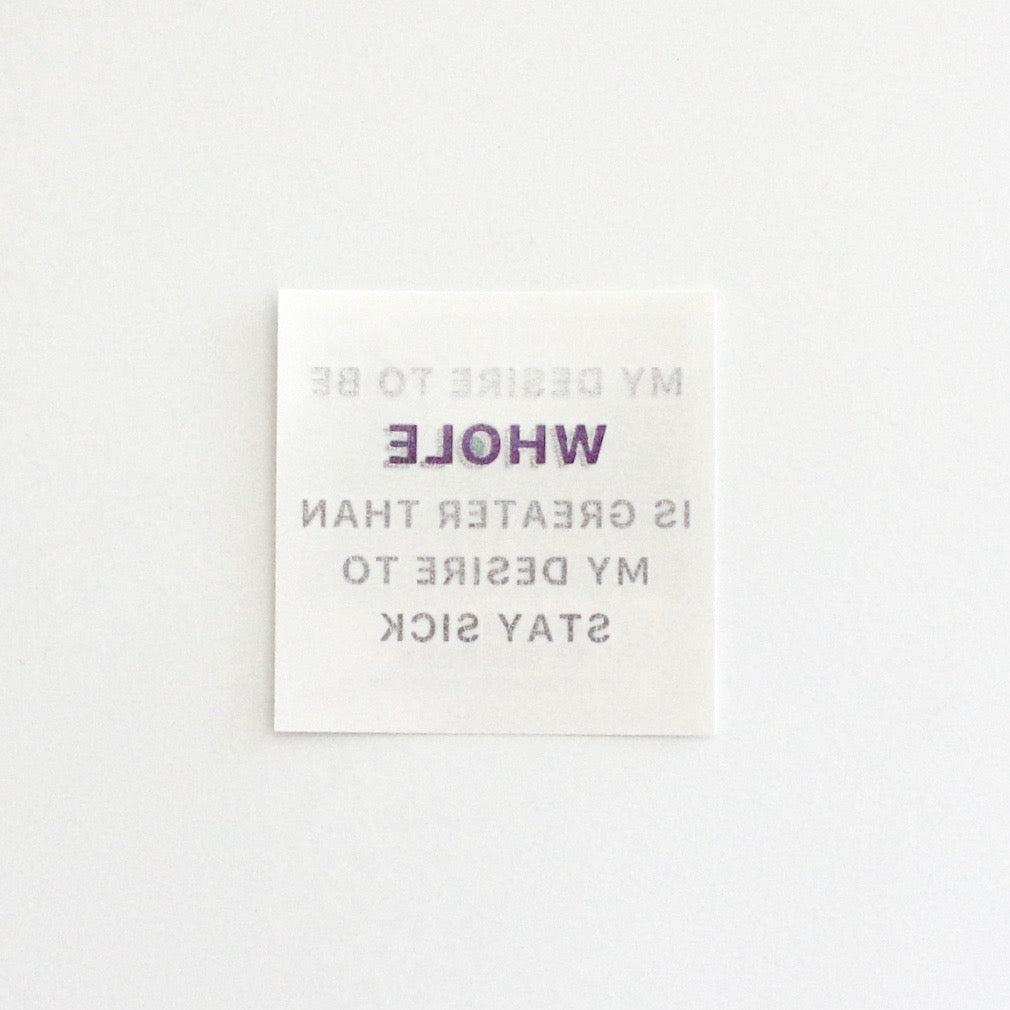 MY DESIRE TO BE
WHOLE
IS GREATER THAN
MY DESIRE TO
STAY SICK